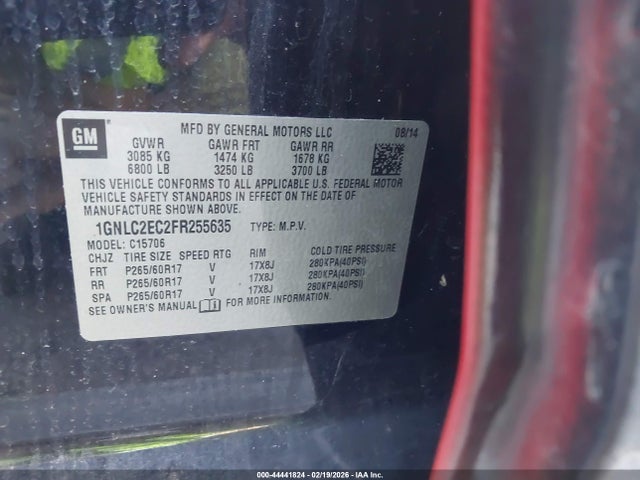 GM
MFD BY GENERAL MOTORS LLC 08/14
GVWR GAWR FRT GAWR RR
3085 KG 1474 KG 1678 KG
6800 LB 3250 LB 3700 LB
THIS VEHICLE CONFORMS TO ALL APPLICABLE U.S. FEDERAL MOTOR
VEHICLE SAFETY STANDARDS IN EFFECT ON THE DATE OF
MANUFACTURE SHOWN ABOVE.
1GNLC2EC2FR255635 TYPE: M.P.V.
MODEL: C15706
CHJZ TIRE SIZE SPEED RTG RIM COLD TIRE PRESSURE
FRT P265/60R17 V 17X8J 280KPA(40PSI)
RR P265/60R17 V 17X8J 280KPA(40PSI)
SPA P265/60R17 V 17X8J 280KPA(40PSI)
SEE OWNER'S MANUAL FOR MORE INFORMATION.
000-44441824 - 02/19/2026 - IAA Inc.